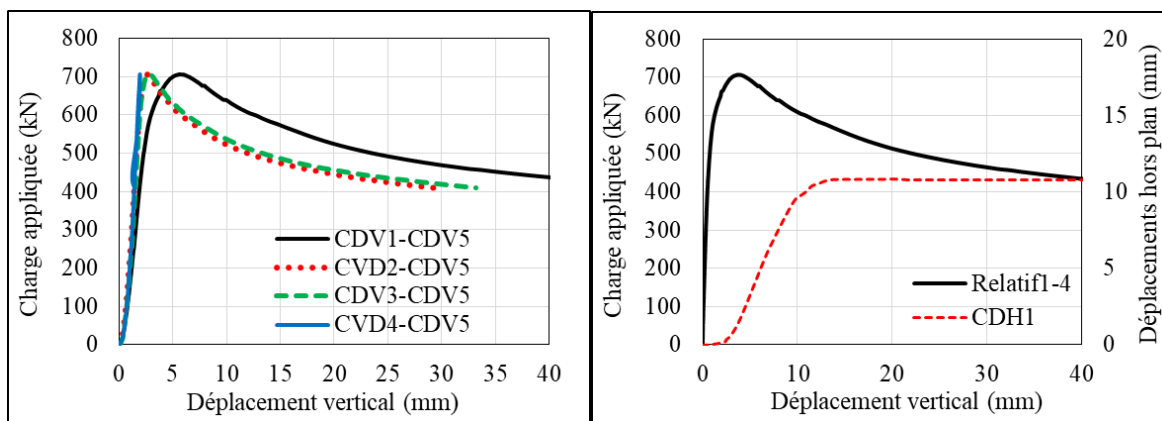 800
700
600
500
400
300
200
100
0
Charge appliquée (kN)
0 5 10 15 20 25 30 35 40
Déplacement vertical (mm)
CDV1-CDV5
CVD2-CDV5
CDV3-CDV5
CVD4-CDV5
800
700
600
500
400
300
200
100
0
Charge appliquée (kN)
0 10 20 30 40
Déplacement vertical (mm)
20
15
10
5
0
Déplacements hors plan (mm)
Relatif1-4
CDH1